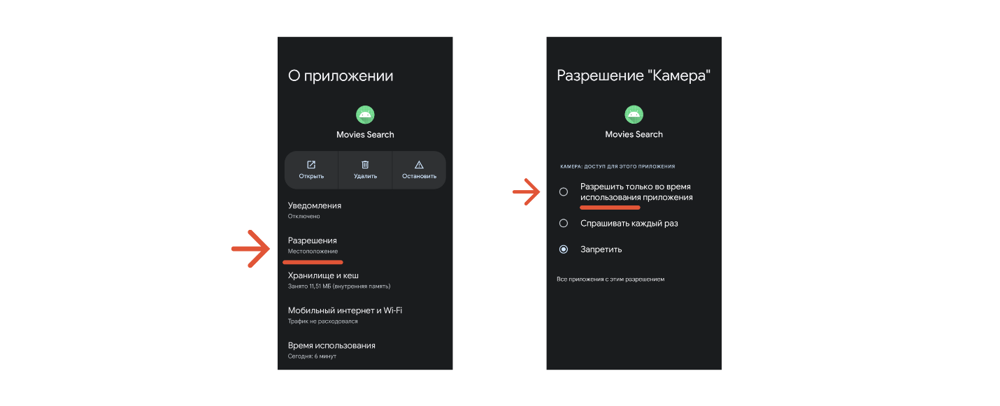 О приложении
Movies Search
Открыть
Удалить
Остановить
Уведомления
Отключено
Разрешения
Местоположение
Хранилище и кеш
Занято 11,51 МБ (внутренняя память)
Мобильный интернет и Wi-Fi
Трафик не расходовался
Время использования
Сегодня: 6 минут
Разрешение "Камера"
Movies Search
КАМЕРА: ДОСТУП ДЛЯ ЭТОГО ПРИЛОЖЕНИЯ
Разрешить только во время
использования приложения
Спрашивать каждый раз
Запретить
Все приложения с этим разрешением